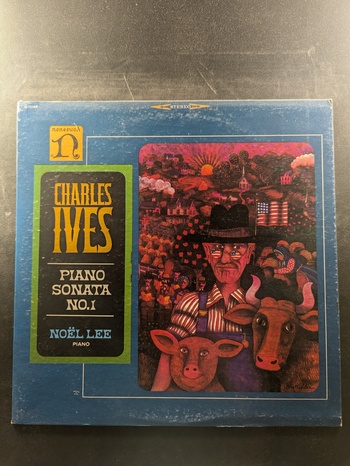 STEREO
nonesuch
CHARLES
IVES
PIANO
SONATA
NO.1
NOËL LEE
PIANO